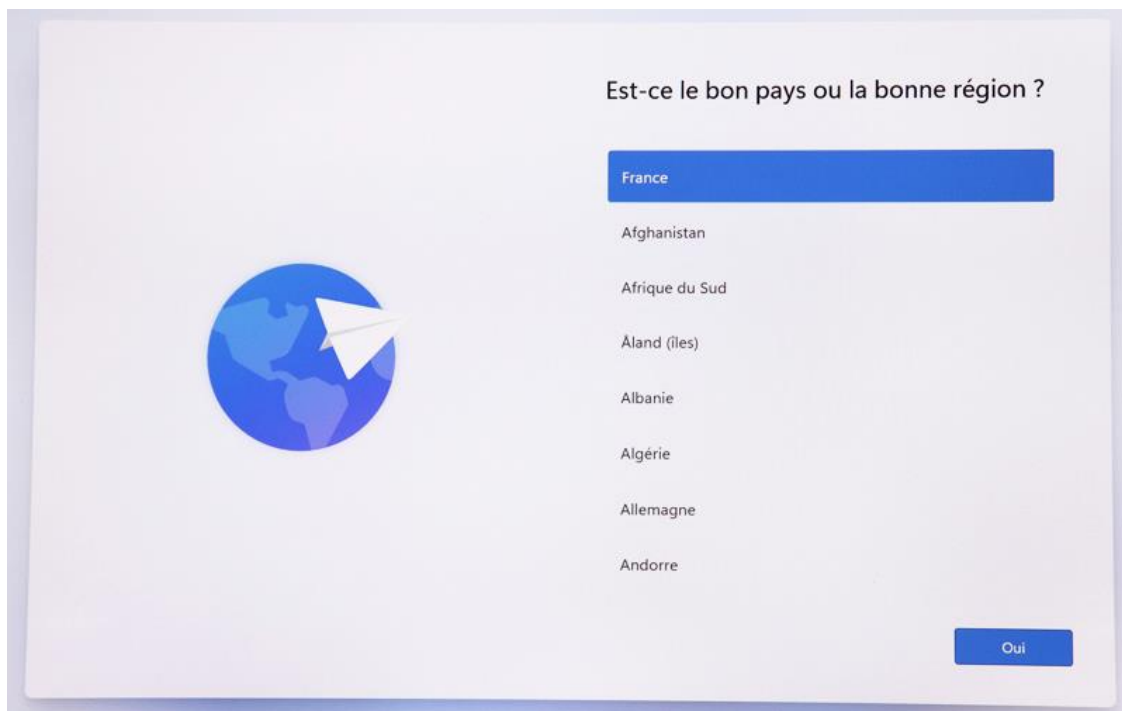 Est-ce le bon pays ou la bonne région ?
France
Afghanistan
Afrique du Sud
Åland (îles)
Albanie
Algérie
Allemagne
Andorre
Oui